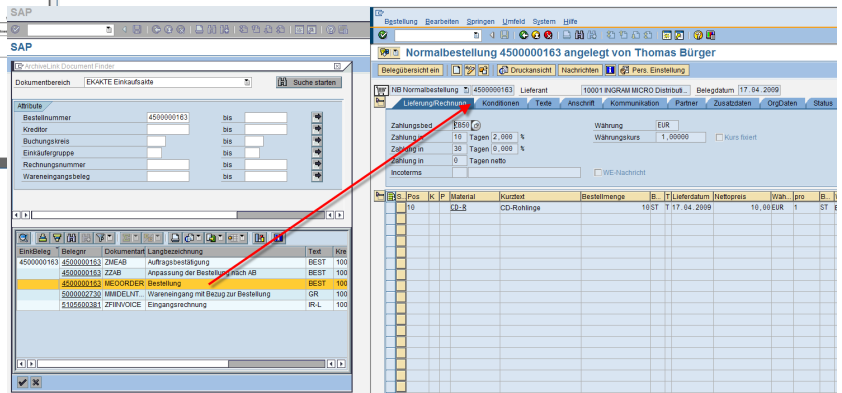 SAP
SAP
ArchiveLink Document Finder
Dokumentbereich EKAKTE Einkaufsakte Suche starten
Attribute
Bestellnummer 4500000163 bis
Kreditor bis
Buchungskreis bis
Einkäufergruppe bis
Rechnungsnummer bis
Wareneingangsbeleg bis
EinkBeleg Belegnr Dokumentart Langbezeichnung Text Kre
4500000163 4500000163 ZMEAB Auftragsbestätigung BEST 100
4500000163 ZZAB Anpassung der Bestellung nach AB BEST 100
4500000163 MEOORDER Bestellung BEST 100
5000002730 MMIDELNT... Wareneingang mit Bezug zur Bestellung GR 100
5105600381 ZFIINVOICE Eingangsrechnung IR-L 100
Bestellung Bearbeiten Springen Umfeld System Hilfe
Normalbestellung 4500000163 angelegt von Thomas Bürger
Belegübersicht ein Druckansicht Nachrichten Pers. Einstellung
NB Normalbestellung 4500000163 Lieferant 10001 INGRAM MICRO Distributi... Belegdatum 17.04.2009
Lieferung/Rechnung Konditionen Texte Anschrift Kommunikation Partner Zusatzdaten OrgDaten Status
Zahlungsbed ZB50 Währung EUR
Zahlung in 10 Tagen 2,000 % Währungskurs 1,00000 Kurs fixiert
Zahlung in 30 Tagen 0,000 %
Zahlung in 0 Tagen netto
Incoterms WE-Nachricht
S.. Pos K P Material Kurztext Bestellmenge B... T Lieferdatum Nettopreis Wäh... pro B...
10 CD-R CD-Rohlinge 10 ST T 17.04.2009 10,00 EUR 1 ST